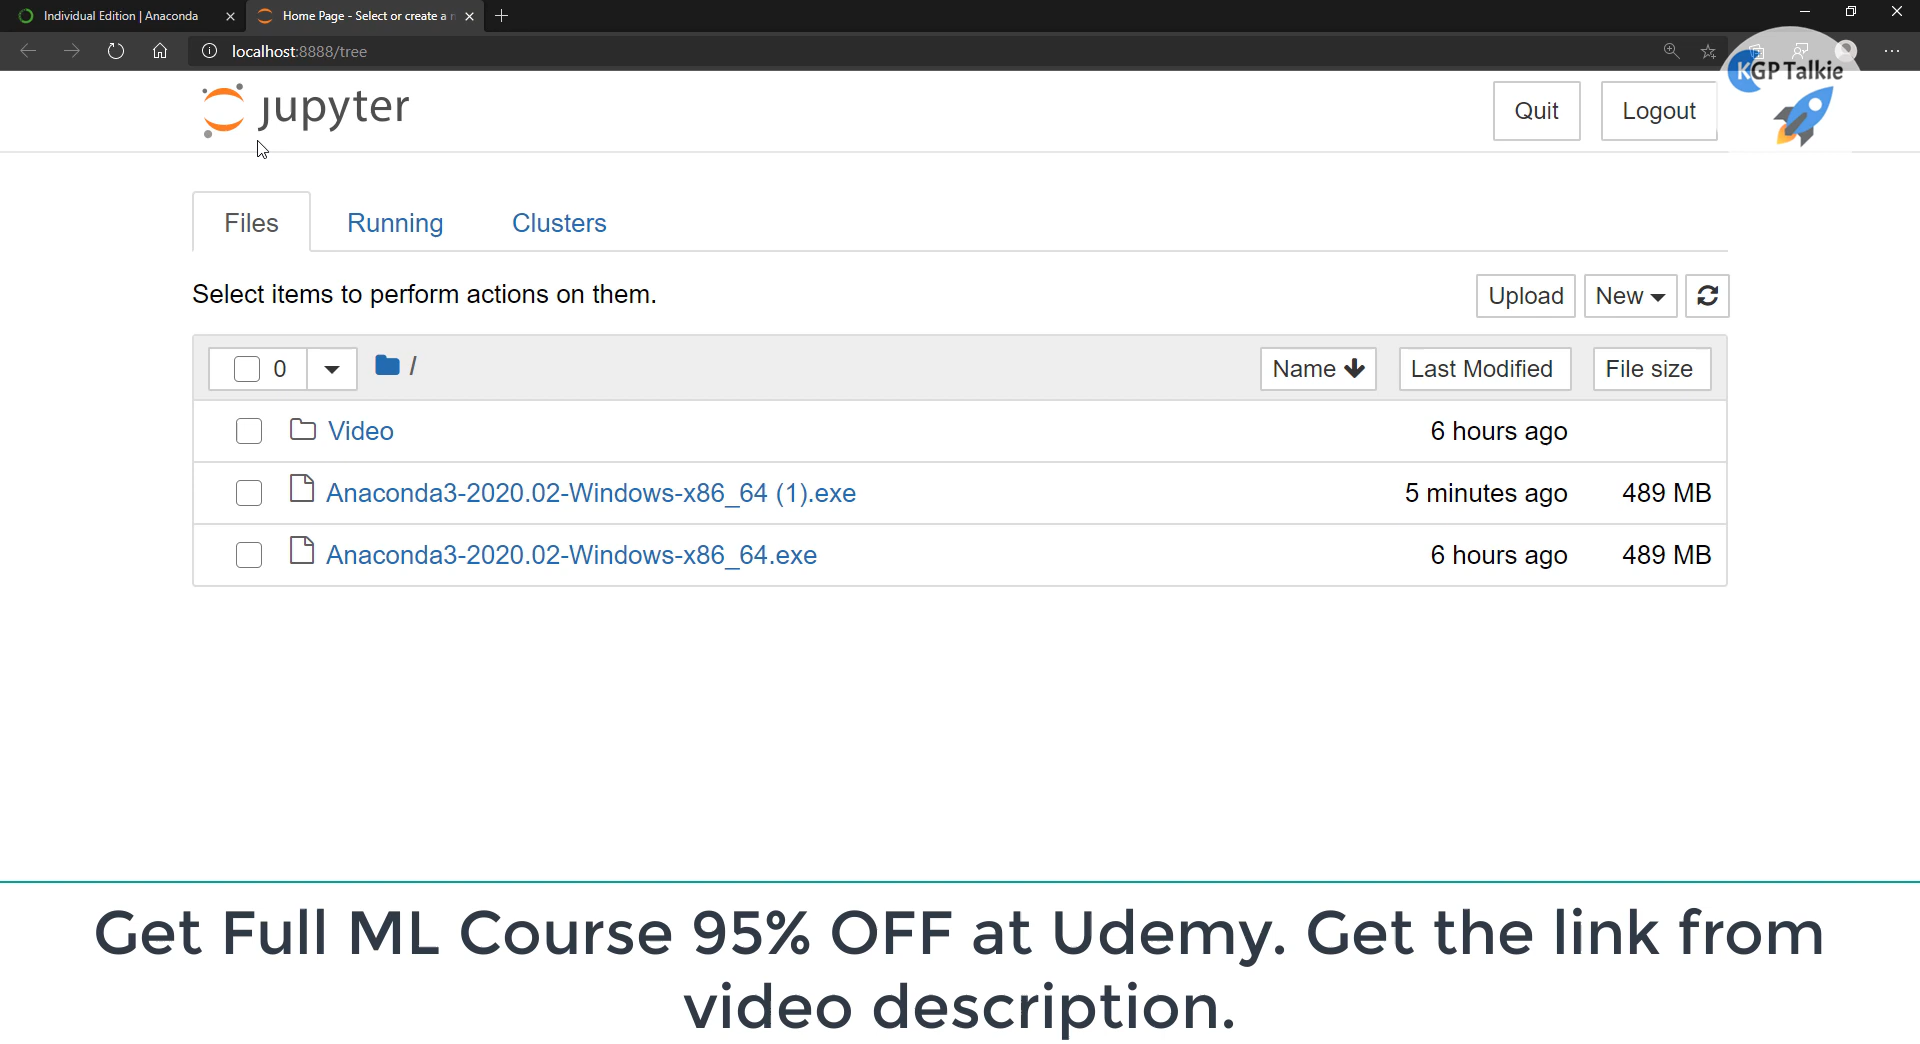 Individual Edition | Anaconda
Home Page - Select or create a
localhost:8888/tree
KGPTalkie
jupyter
Quit
Logout
Files
Running
Clusters
Select items to perform actions on them.
Upload
New
0
/
Name
Last Modified
File size
Video
6 hours ago
Anaconda3-2020.02-Windows-x86_64 (1).exe
5 minutes ago
489 MB
Anaconda3-2020.02-Windows-x86_64.exe
6 hours ago
489 MB
Get Full ML Course 95% OFF at Udemy. Get the link from
video description.